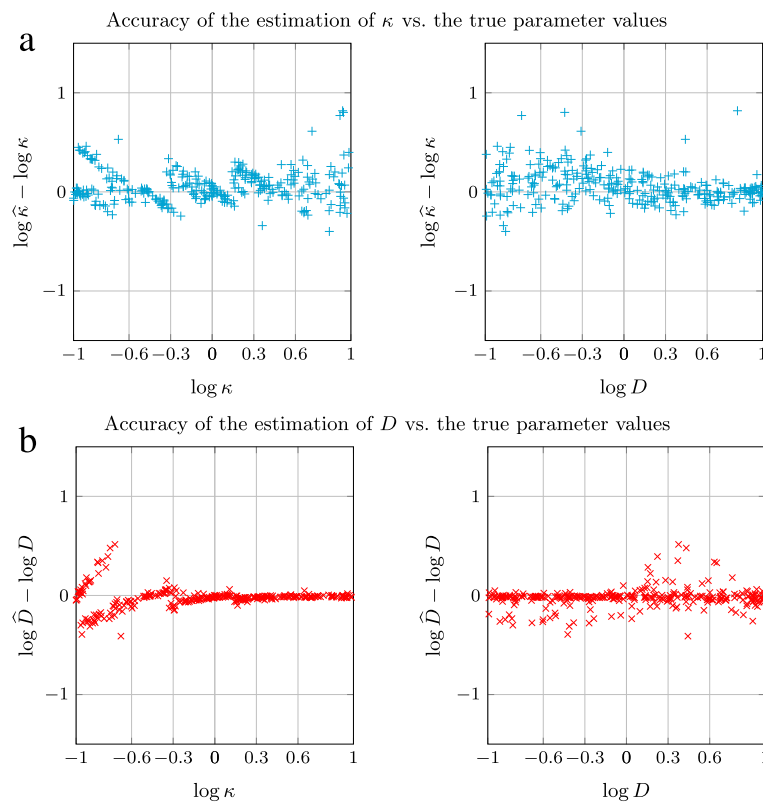 Accuracy of the estimation of κ vs. the true parameter values
a
1
0
−1
log κ̂ − log κ
−1 −0.6 −0.3 0 0.3 0.6 1
log κ
1
0
−1
log κ̂ − log κ
−1 −0.6 −0.3 0 0.3 0.6 1
log D
Accuracy of the estimation of D vs. the true parameter values
b
1
0
−1
log D̂ − log D
−1 −0.6 −0.3 0 0.3 0.6 1
log κ
1
0
−1
log D̂ − log D
−1 −0.6 −0.3 0 0.3 0.6 1
log D